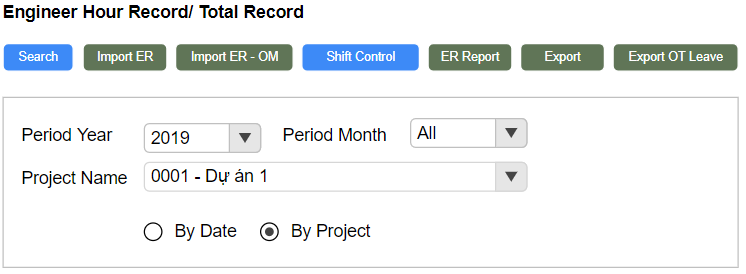 Engineer Hour Record/ Total Record
Search Import ER Import ER - OM Shift Control ER Report Export Export OT Leave
Period Year 2019 Period Month All
Project Name 0001 - Dự án 1
By Date By Project